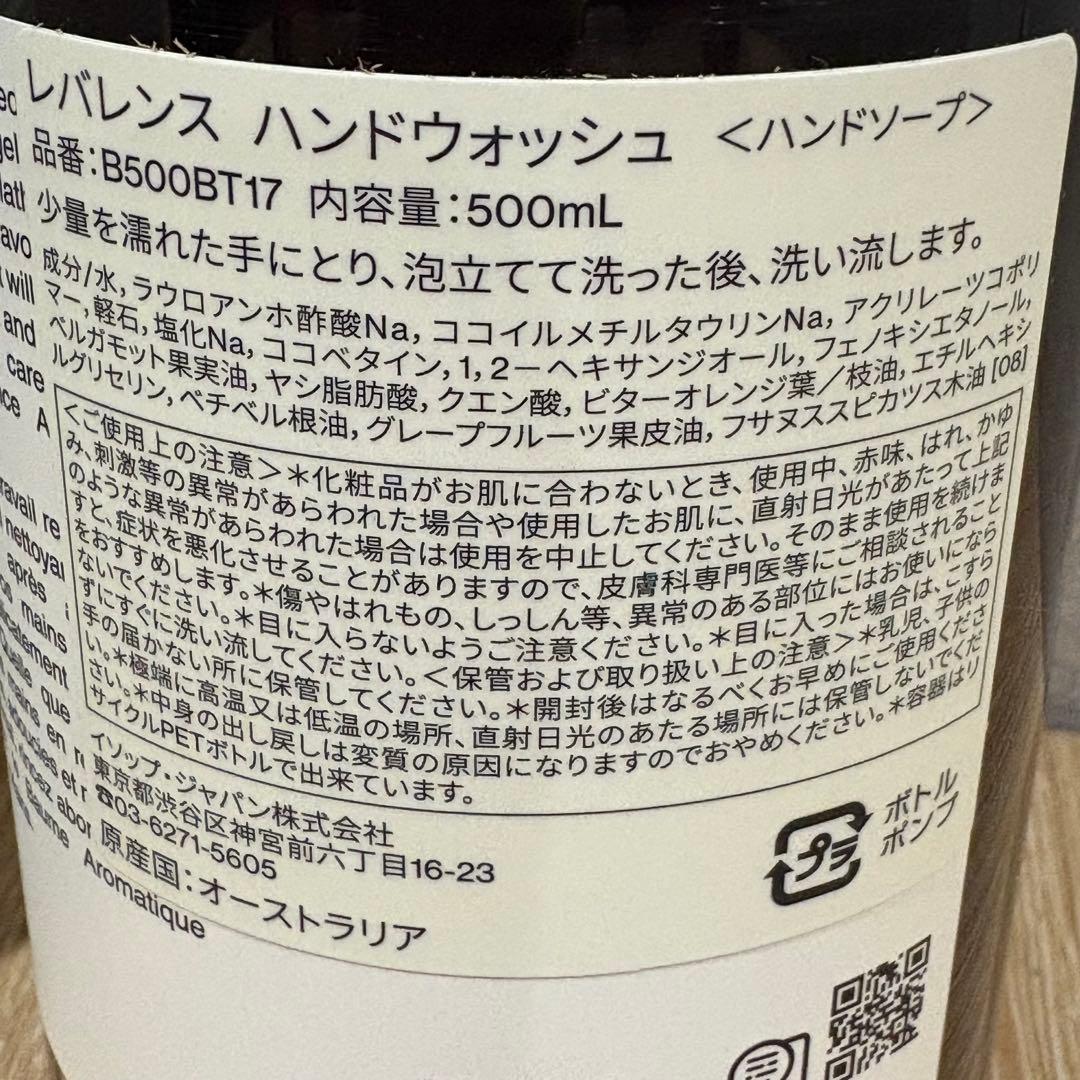 レバレンス ハンドウォッシュ <ハンドソープ>
品番:B500BT17 内容量:500mL
少量を濡れた手にとり、泡立てて洗った後、洗い流します。
成分/水, ラウロアンホ酢酸Na, ココイルメチルタウリンNa, アクリレーツコポリ
マー, 軽石, 塩化Na, ココベタイン, 1, 2-ヘキサンジオール, フェノキシエタノール,
ベルガモット果実油, ヤシ脂肪酸, クエン酸, ビターオレンジ葉/枝油, エチルヘキシ
ルグリセリン, ベチベル根油, グレープフルーツ果皮油, フサヌススピカツス木油 [08]
<ご使用上の注意>*化粧品がお肌に合わないとき、使用中、赤味、はれ、かゆ
み、刺激等の異常があらわれた場合や使用したお肌に、直射日光があたって上記
のような異常があらわれた場合は使用を中止してください。そのまま使用を続けま
すと、症状を悪化させることがありますので、皮膚科専門医等にご相談されること
をおすすめします。*傷やはれもの、しっしん等、異常のある部位にはお使いになら
ないでください。*目に入らないようご注意ください。*目に入った場合は、こすら
ずにすぐに洗い流してください。<保管および取り扱い上の注意>*乳児、子供の
手の届かない所に保管してください。*開封後はなるべくお早めにご使用くださ
い。*極端に高温又は低温の場所、直射日光のあたる場所には保管しないでくだ
さい。*中身の出し戻しは変質の原因になりますのでおやめください。*容器はリ
サイクルPETボトルで出来ています。
イソップ・ジャパン株式会社
東京都渋谷区神宮前六丁目16-23
☎03-6271-5605
原産国:オーストラリア
プラ
ボトル
ポンプ
gel
will
and
care
A
ravail re
nettoyal
après
mains
que
mains en
et
abor
Baume
Aromatique